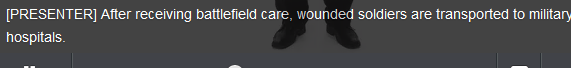 [PRESENTER] After receiving battlefield care, wounded soldiers are transported to military
hospitals.